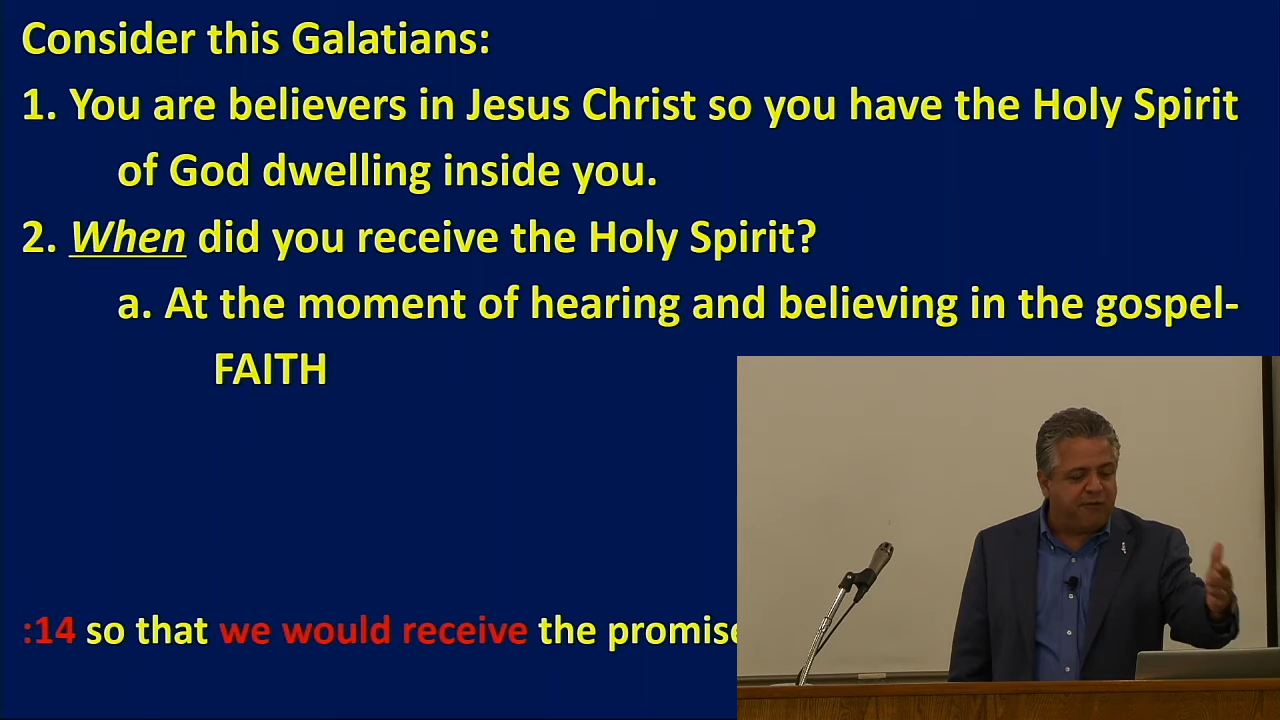 Consider this Galatians:
1. You are believers in Jesus Christ so you have the Holy Spirit
of God dwelling inside you.
2. When did you receive the Holy Spirit?
a. At the moment of hearing and believing in the gospel-
FAITH
:14 so that we would receive the promise